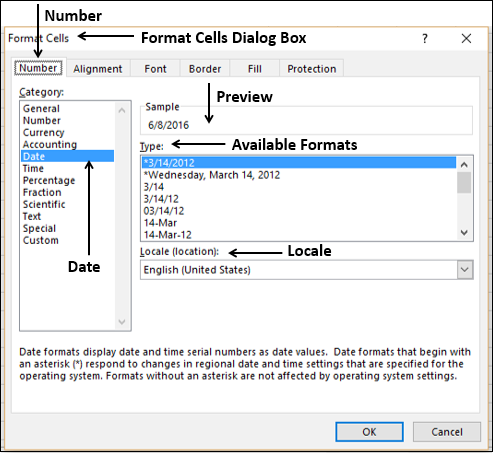 Number
Format Cells
Format Cells Dialog Box
?
Number Alignment Font Border Fill Protection
Category:
General
Number
Currency
Accounting
Date
Time
Percentage
Fraction
Scientific
Text
Special
Custom
Date
Preview
Sample
6/8/2016
Available Formats
Type:
*3/14/2012
*Wednesday, March 14, 2012
3/14
3/14/12
03/14/12
14-Mar
14-Mar-12
Locale (location):
Locale
English (United States)
Date formats display date and time serial numbers as date values.  Date formats that begin with
an asterisk (*) respond to changes in regional date and time settings that are specified for the
operating system. Formats without an asterisk are not affected by operating system settings.
OK Cancel